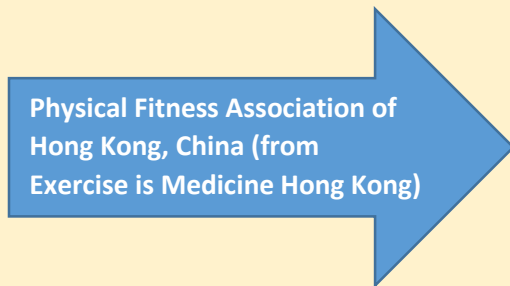 Physical Fitness Association of
Hong Kong, China (from
Exercise is Medicine Hong Kong)